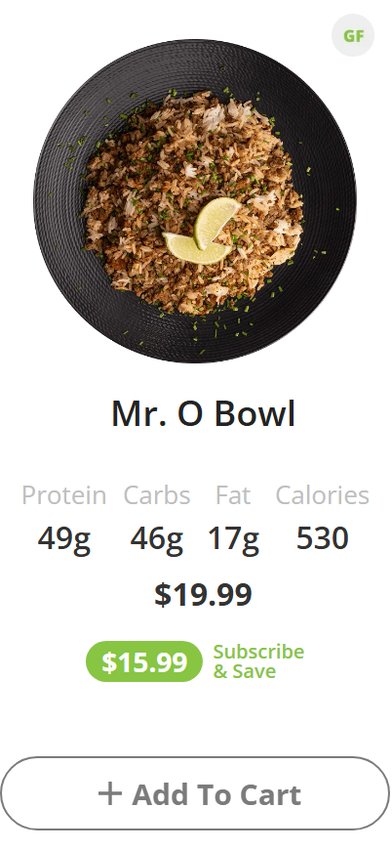 GF
Mr. O Bowl
Protein Carbs Fat Calories
49g 46g 17g 530
$19.99
$15.99 Subscribe
& Save
+ Add To Cart